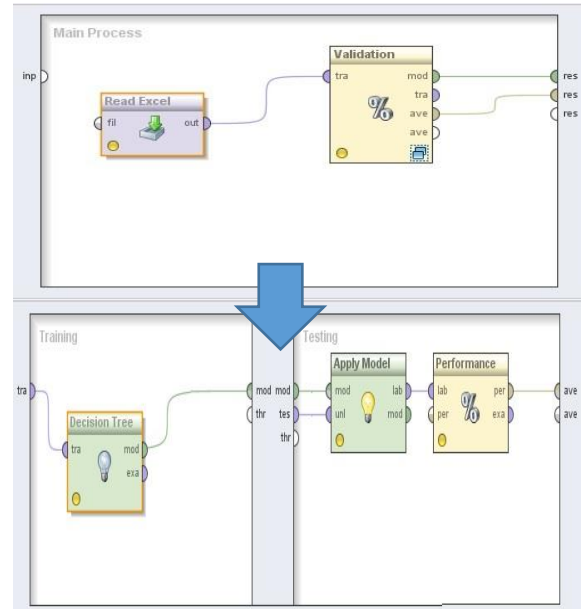 Main Process
Validation
inp
tra
mod
res
tra
res
Read Excel
ave
res
fil
out
ave
Training
Testing
Apply Model
Performance
tra
mod
mod
mod
lab
lab
per
ave
thr
tes
unl
mod
per
exa
ave
Decision Tree
thr
tra
mod
exa